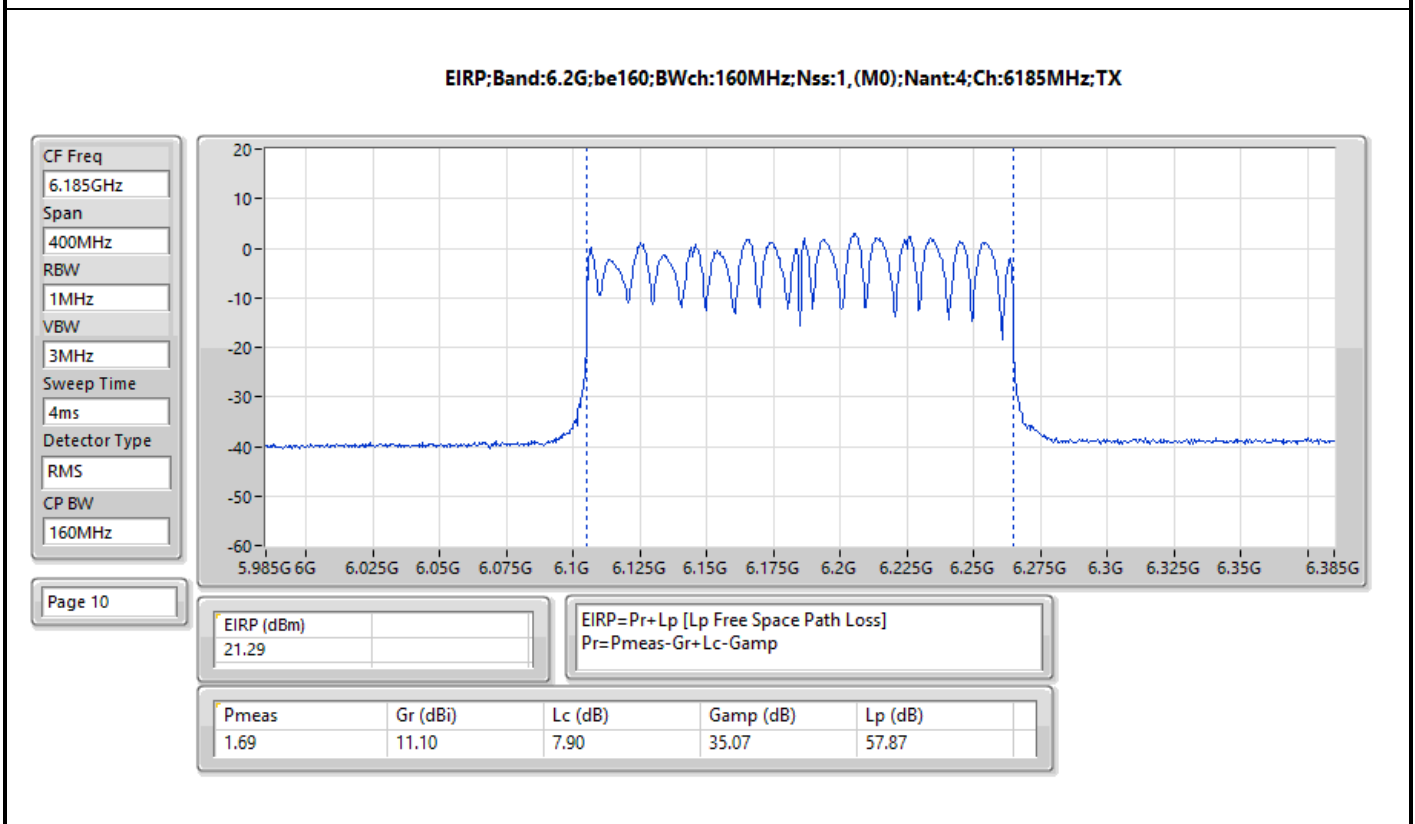 EIRP;Band:6.2G;be160;BWch:160MHz;Nss:1,(M0);Nant:4;Ch:6185MHz;TX
CF Freq
6.185GHz
Span
400MHz
RBW
1MHz
VBW
3MHz
Sweep Time
4ms
Detector Type
RMS
CP BW
160MHz
Page 10
20
10
0
-10
-20
-30
-40
-50
-60
5.985G 6G 6.025G 6.05G 6.075G 6.1G 6.125G 6.15G 6.175G 6.2G 6.225G 6.25G 6.275G 6.3G 6.325G 6.35G 6.385G
EIRP (dBm)
21.29
EIRP=Pr+Lp [Lp Free Space Path Loss]
Pr=Pmeas-Gr+Lc-Gamp
Pmeas Gr (dBi) Lc (dB) Gamp (dB) Lp (dB)
1.69 11.10 7.90 35.07 57.87